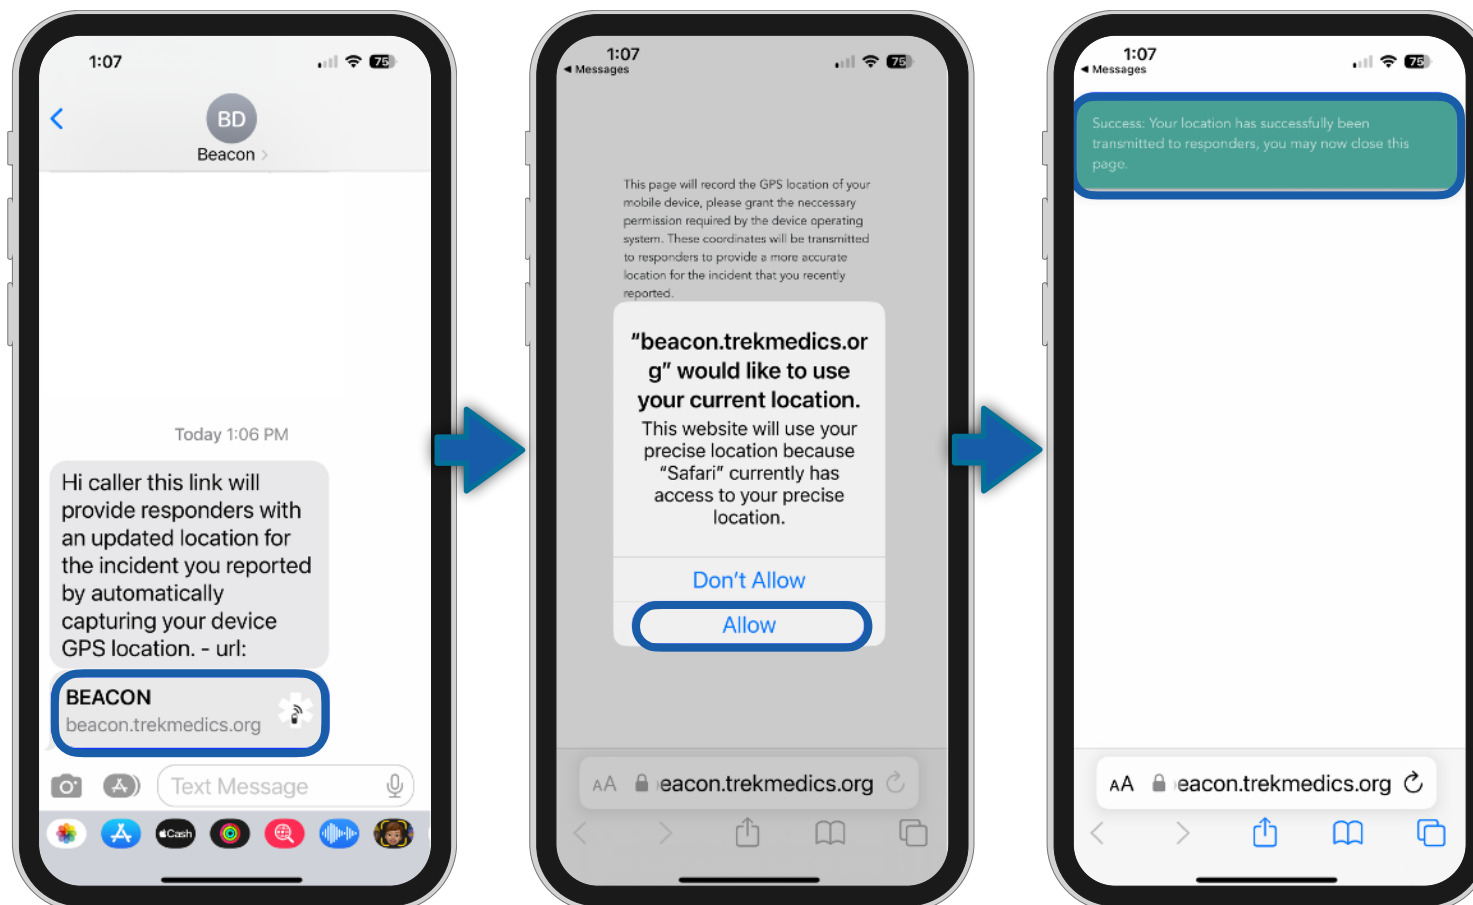 1:07
75
BD
Beacon
Today 1:06 PM
Hi caller this link will
provide responders with
an updated location for
the incident you reported
by automatically
capturing your device
GPS location. - url:
BEACON
beacon.trekmedics.org
Text Message
Cash
1:07
Messages
75
This page will record the GPS location of your
mobile device, please grant the neccessary
permission required by the device operating
system. These coordinates will be transmitted
to responders to provide a more accurate
location for the incident that you recently
reported.
"beacon.trekmedics.or
g" would like to use
your current location.
This website will use your
precise location because
"Safari" currently has
access to your precise
location.
Don't Allow
Allow
AA eacon.trekmedics.org
1:07
Messages
75
Success: Your location has successfully been
transmitted to responders, you may now close this
page.
AA eacon.trekmedics.org